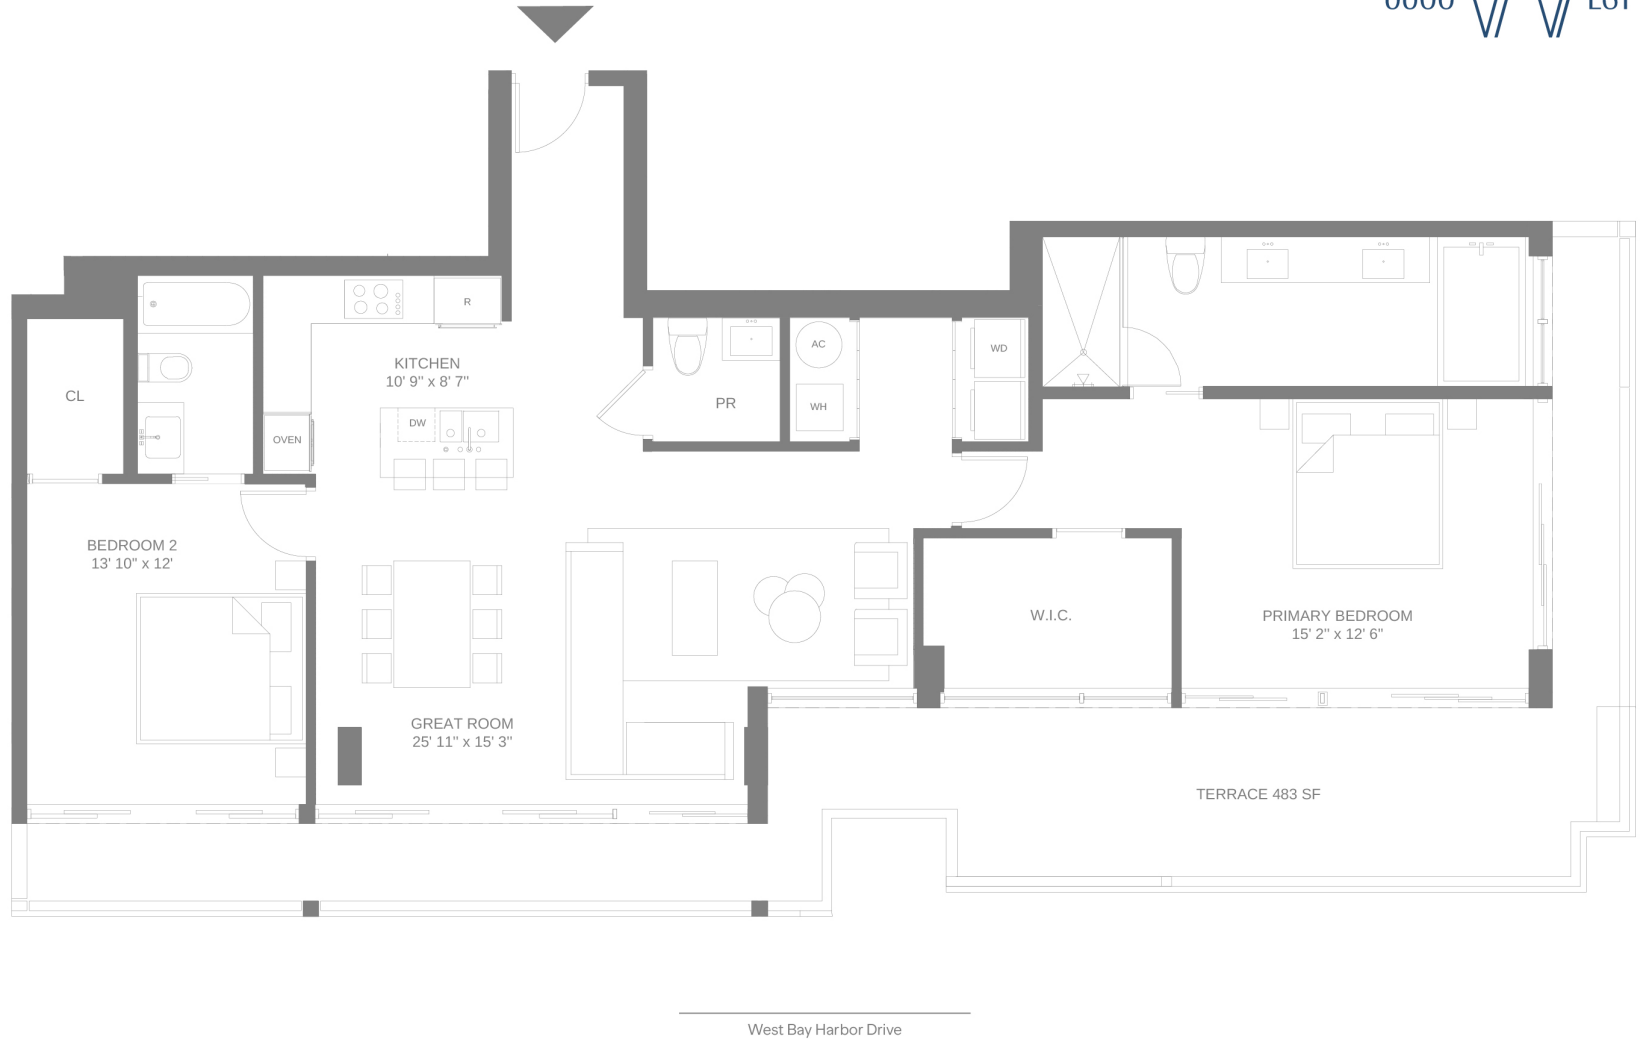 R
KITCHEN
10' 9" x 8' 7"
CL
DW
OVEN
PR
AC
WH
WD
BEDROOM 2
13' 10" x 12'
W.I.C.
PRIMARY BEDROOM
15' 2" x 12' 6"
GREAT ROOM
25' 11" x 15' 3"
TERRACE 483 SF
West Bay Harbor Drive